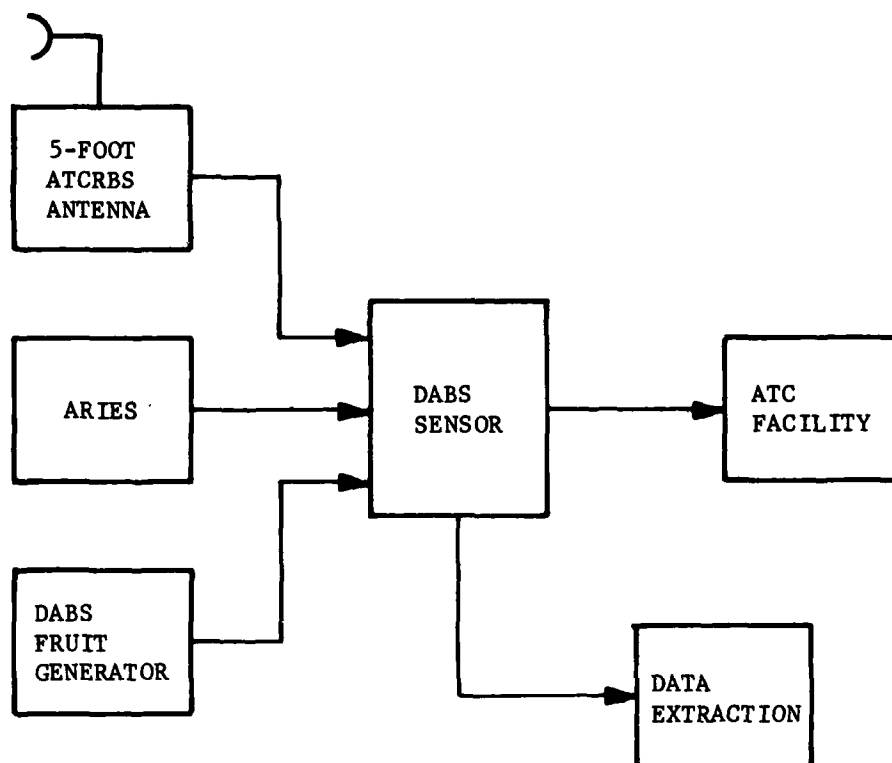 5-FOOT
ATCRBS
ANTENNA
ARIES
DABS
SENSOR
ATC
FACILITY
DABS
FRUIT
GENERATOR
DATA
EXTRACTION